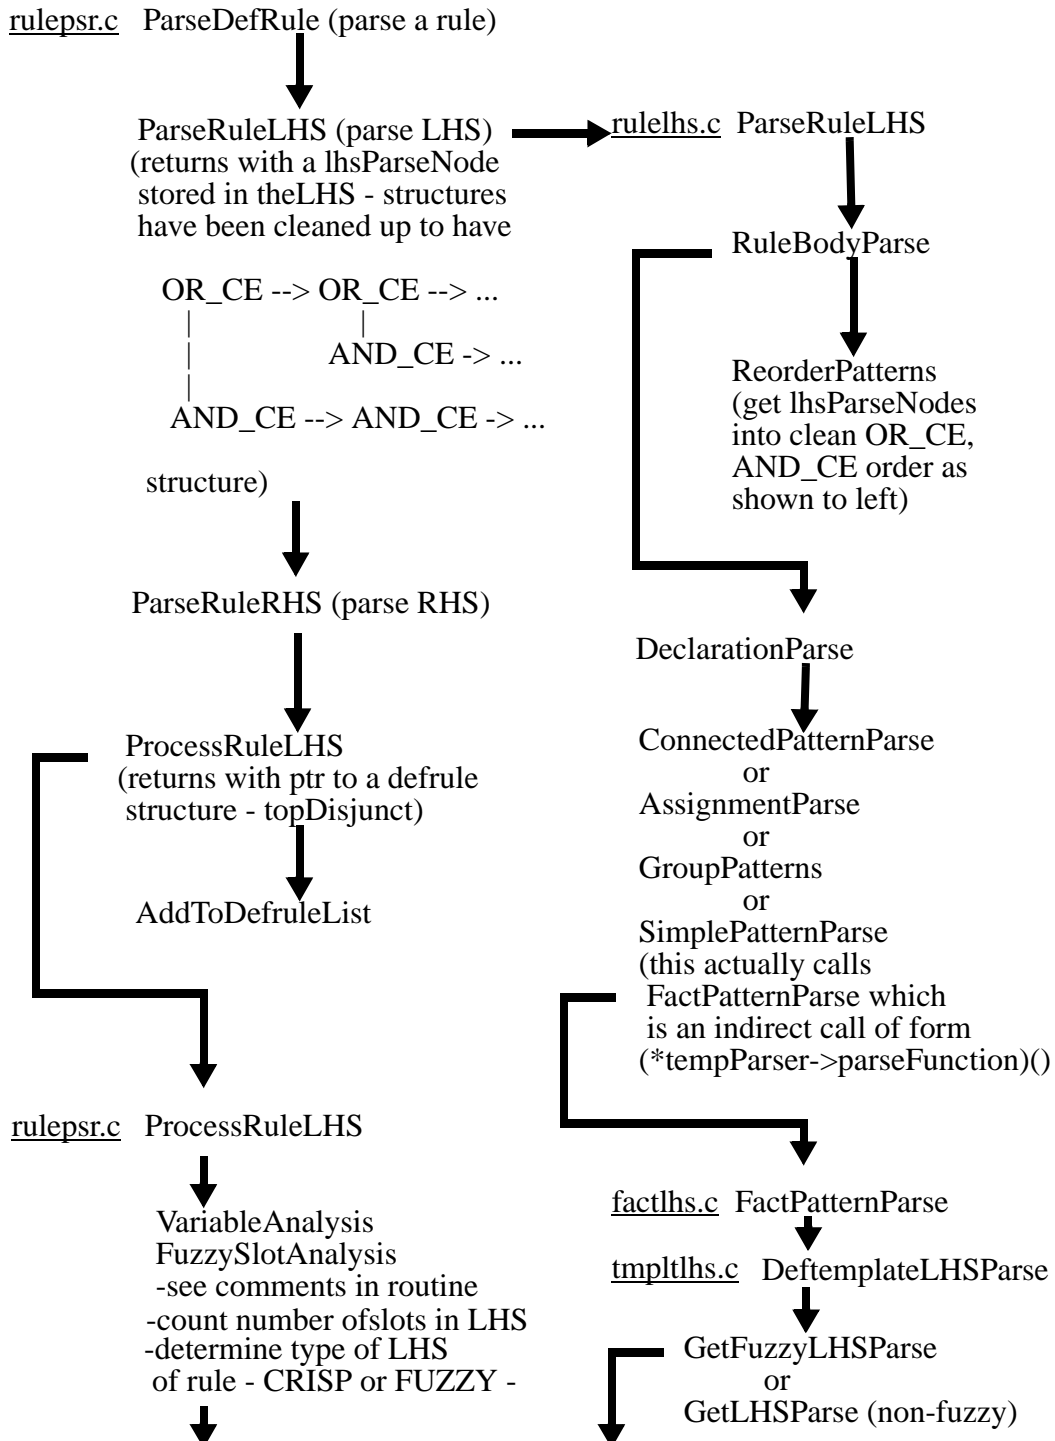 rulepsr.c ParseDefRule (parse a rule)
ParseRuleLHS (parse LHS)
(returns with a lhsParseNode
stored in theLHS - structures
have been cleaned up to have
OR_CE --> OR_CE --> ...
|
|
|
|
AND_CE -> ...
AND_CE --> AND_CE -> ...
structure)
ParseRuleRHS (parse RHS)
ProcessRuleLHS
(returns with ptr to a defrule
structure - topDisjunct)
AddToDefruleList
rulepsr.c ProcessRuleLHS
VariableAnalysis
FuzzySlotAnalysis
-see comments in routine
-count number ofslots in LHS
-determine type of LHS
of rule - CRISP or FUZZY -
rulelhs.c ParseRuleLHS
RuleBodyParse
ReorderPatterns
(get lhsParseNodes
into clean OR_CE,
AND_CE order as
shown to left)
DeclarationParse
ConnectedPatternParse
or
AssignmentParse
or
GroupPatterns
or
SimplePatternParse
(this actually calls
FactPatternParse which
is an indirect call of form
(*tempParser->parseFunction)()
factlhs.c FactPatternParse
tmpltlhs.c DeftemplateLHSParse
GetFuzzyLHSParse
or
GetLHSParse (non-fuzzy)